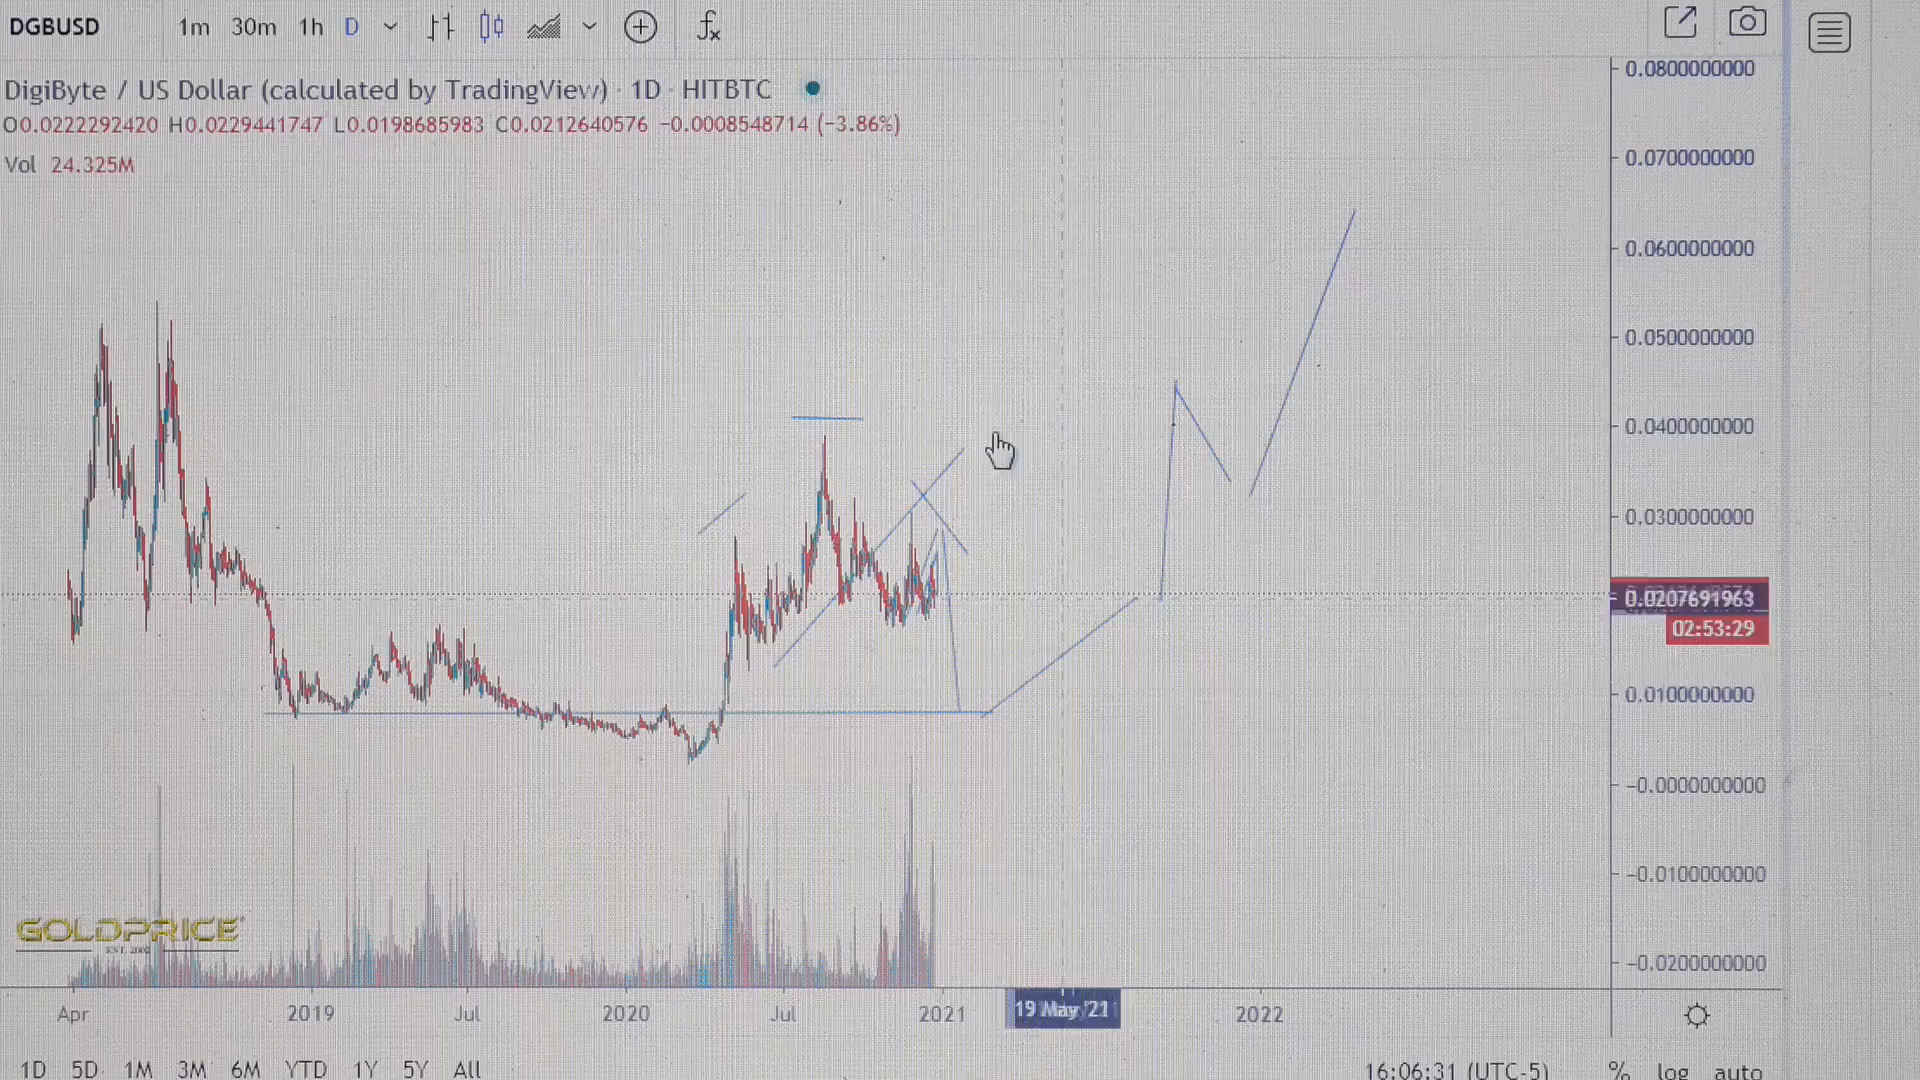 DGBUSD 1m 30m 1h D
DigiByte / US Dollar (calculated by TradingView) · 1D · HITBTC
O0.0222292420 H0.0229441747 L0.0198685983 C0.0212640576 −0.0008548714 (−3.86%)
Vol 24.325M
0.0800000000
0.0700000000
0.0600000000
0.0500000000
0.0400000000
0.0300000000
0.0207691963
02:53:29
0.0100000000
−0.0000000000
−0.0100000000
−0.0200000000
GOLDPRICE
EST. 2002
Apr 2019 Jul 2020 Jul 2021 19 May '21 2022
1D 5D 1M 3M 6M YTD 1Y 5Y All 16:06:31 (UTC-5) % log auto